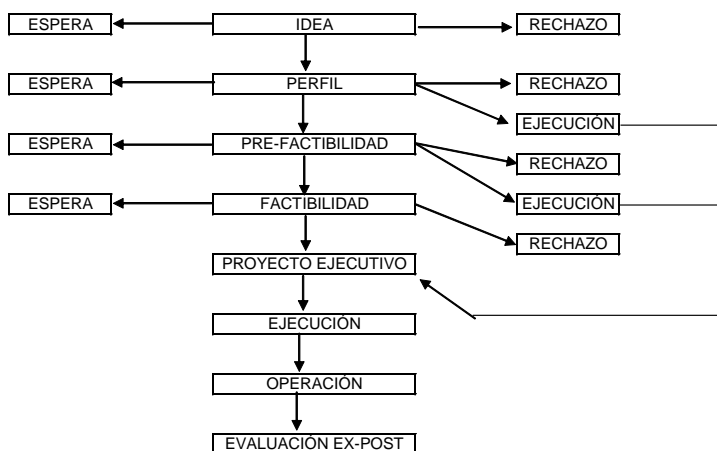 ESPERA
IDEA
RECHAZO
ESPERA
PERFIL
RECHAZO
EJECUCIÓN
ESPERA
PRE-FACTIBILIDAD
RECHAZO
ESPERA
FACTIBILIDAD
EJECUCIÓN
RECHAZO
PROYECTO EJECUTIVO
EJECUCIÓN
OPERACIÓN
EVALUACIÓN EX-POST